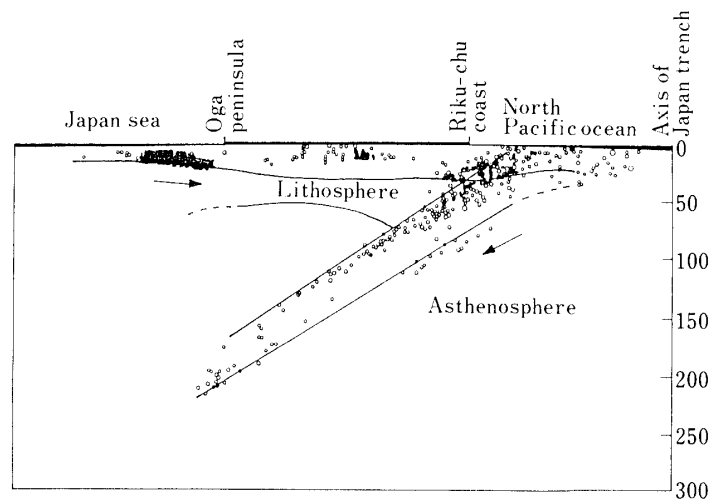 Japan sea
Oga
peninsula
Riku-chu
coast
North
Pacific ocean
Axis of
Japan trench
Lithosphere
Asthenosphere
0
50
100
150
200
250
300